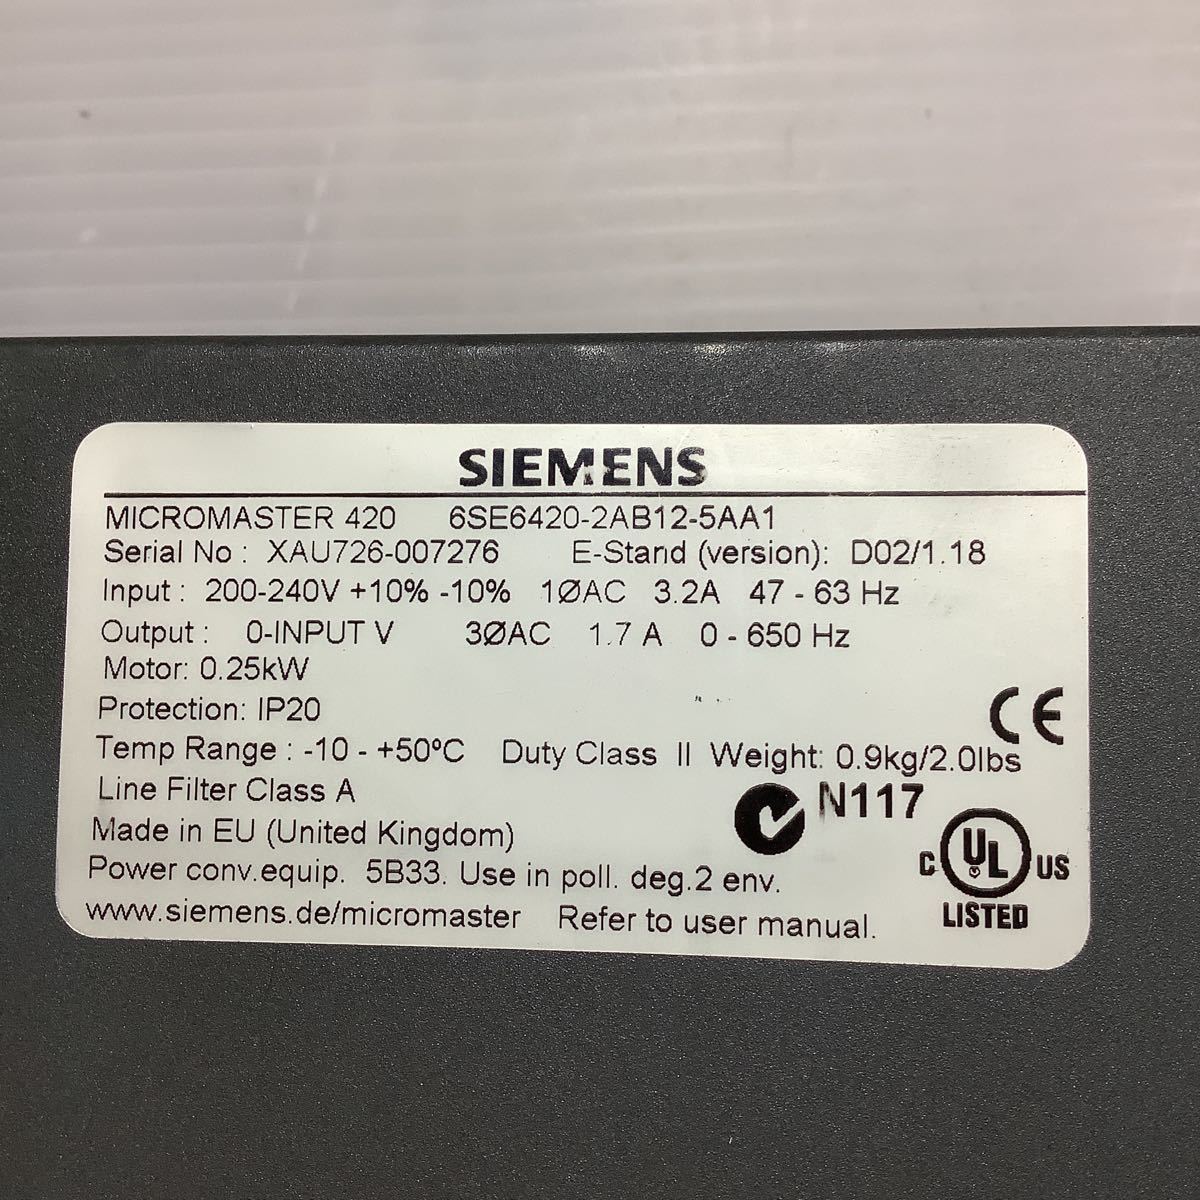 SIEMENS
MICROMASTER 420 6SE6420-2AB12-5AA1
Serial No : XAU726-007276 E-Stand (version): D02/1.18
Input : 200-240V +10% -10% 1ØAC 3.2A 47 - 63 Hz
Output : 0-INPUT V 3ØAC 1.7 A 0 - 650 Hz
Motor: 0.25kW
Protection: IP20
CE
Temp Range : -10 - +50ºC Duty Class II Weight: 0.9kg/2.0lbs
Line Filter Class A
N117
Made in EU (United Kingdom)
C UL US
LISTED
Power conv.equip. 5B33. Use in poll. deg.2 env.
www.siemens.de/micromaster Refer to user manual.